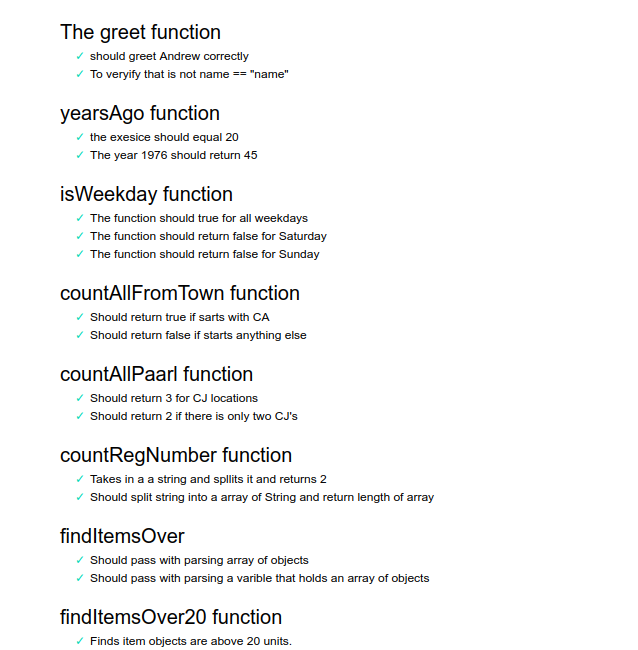 The greet function
✓ should greet Andrew correctly
✓ To veryify that is not name == "name"
yearsAgo function
✓ the exesice should equal 20
✓ The year 1976 should return 45
isWeekday function
✓ The function should true for all weekdays
✓ The function should return false for Saturday
✓ The function should return false for Sunday
countAllFromTown function
✓ Should return true if sarts with CA
✓ Should return false if starts anything else
countAllPaarl function
✓ Should return 3 for CJ locations
✓ Should return 2 if there is only two CJ's
countRegNumber function
✓ Takes in a a string and spllits it and returns 2
✓ Should split string into a array of String and return length of array
findItemsOver
✓ Should pass with parsing array of objects
✓ Should pass with parsing a varible that holds an array of objects
findItemsOver20 function
✓ Finds item objects are above 20 units.